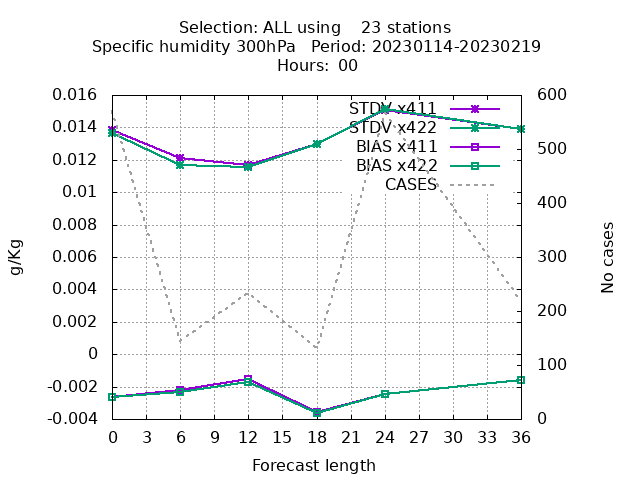 Selection: ALL using    23 stations
Specific humidity 300hPa   Period: 20230114-20230219
Hours:  00
0.016
0.014
0.012
0.01
0.008
0.006
0.004
0.002
0
-0.002
-0.004
g/Kg
STDV x411
STDV x422
BIAS x411
BIAS x422
CASES
600
500
400
300
200
100
0
No cases
0 3 6 9 12 15 18 21 24 27 30 33 36
Forecast length